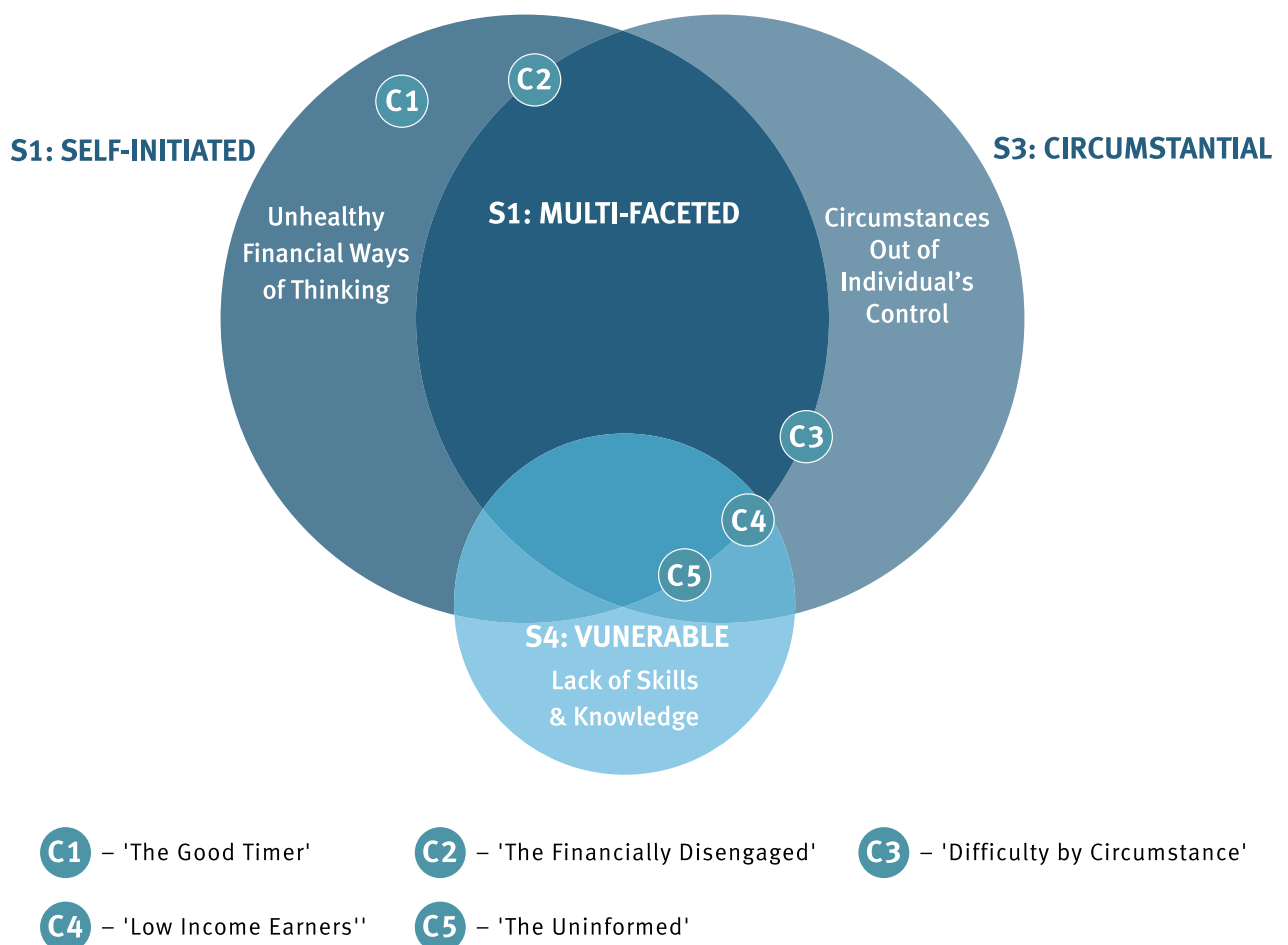 C1
C2
S1: SELF-INITIATED
S3: CIRCUMSTANTIAL
S1: MULTI-FACETED
Unhealthy
Financial Ways
of Thinking
Circumstances
Out of
Individual’s
Control
C3
C4
C5
S4: VUNERABLE
Lack of Skills
& Knowledge
C1 – 'The Good Timer'
C2 – 'The Financially Disengaged'
C3 – 'Difficulty by Circumstance'
C4 – 'Low Income Earners''
C5 – 'The Uninformed'